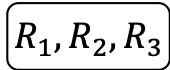 R₁, R₂, R₃